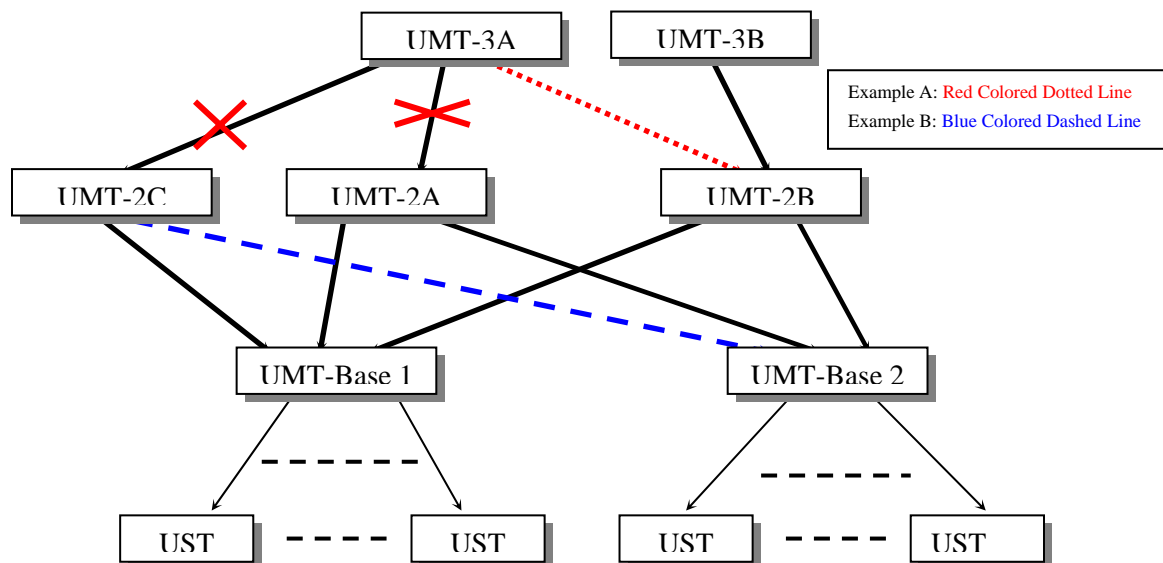 UMT-3A
UMT-3B
Example A: Red Colored Dotted Line
Example B: Blue Colored Dashed Line
UMT-2C
UMT-2A
UMT-2B
UMT-Base 1
UMT-Base 2
UST
UST
UST
UST